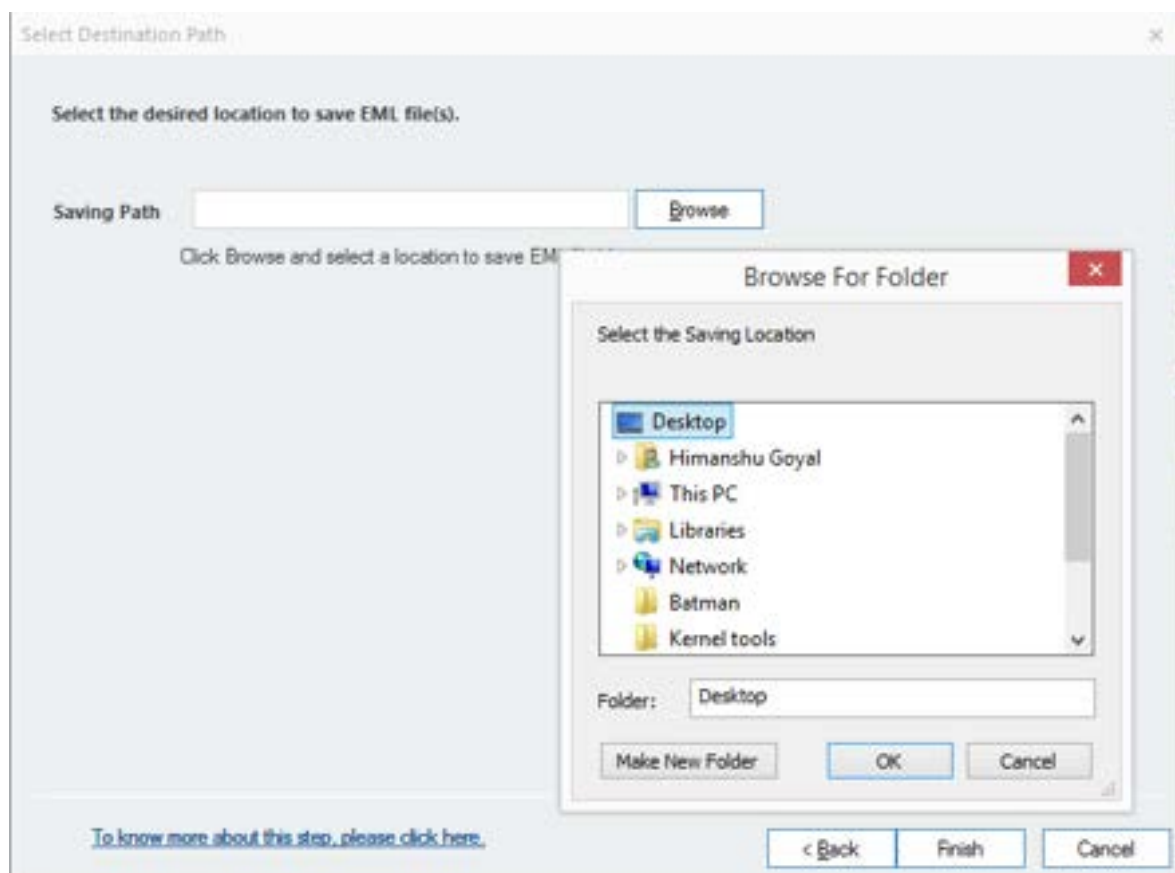 Select Destination Path
Select the desired location to save EML file(s).
Saving Path
Browse
Click Browse and select a location to save EM
Browse For Folder
Select the Saving Location
Desktop
Himanshu Goyal
This PC
Libraries
Network
Batman
Kernel tools
Folder: Desktop
Make New Folder OK Cancel
To know more about this step, please click here.
< Back Finish Cancel